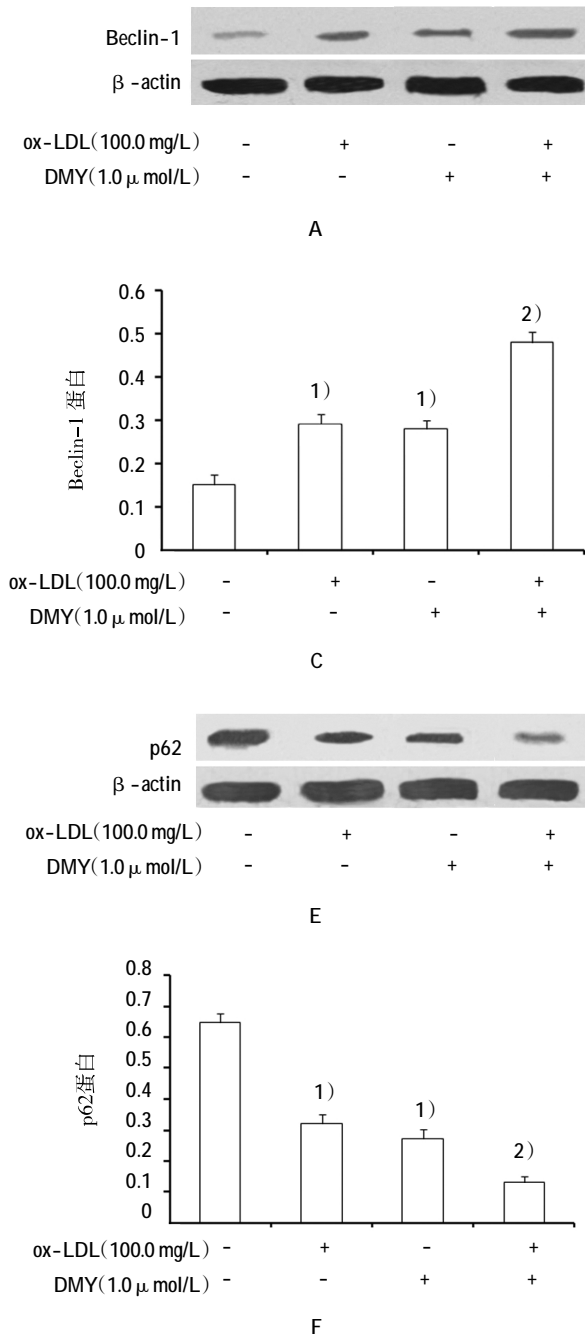 Beclin-1
β-actin
ox-LDL(100.0 mg/L) - + - +
DMY(1.0 μ mol/L) - - + +
A
0.6
0.5
0.4
0.3
0.2
0.1
0
Beclin-1 蛋白
1)
1)
2)
ox-LDL(100.0 mg/L) - + - +
DMY(1.0 μ mol/L) - - + +
C
p62
β-actin
ox-LDL(100.0 mg/L) - + - +
DMY(1.0 μ mol/L) - - + +
E
0.8
0.7
0.6
0.5
0.4
0.3
0.2
0.1
0
p62蛋白
1)
1)
2)
ox-LDL(100.0 mg/L) - + - +
DMY(1.0 μ mol/L) - - + +
F